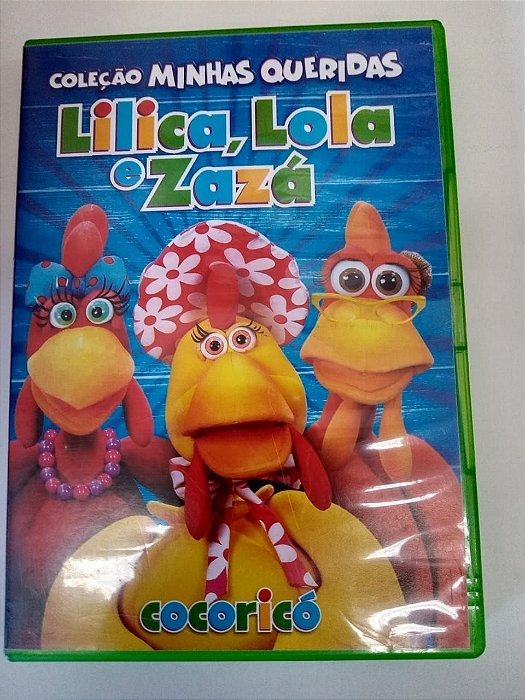 COLEÇÃO MINHAS QUERIDAS
Lilica, Lola
e Zazá
cocoricó